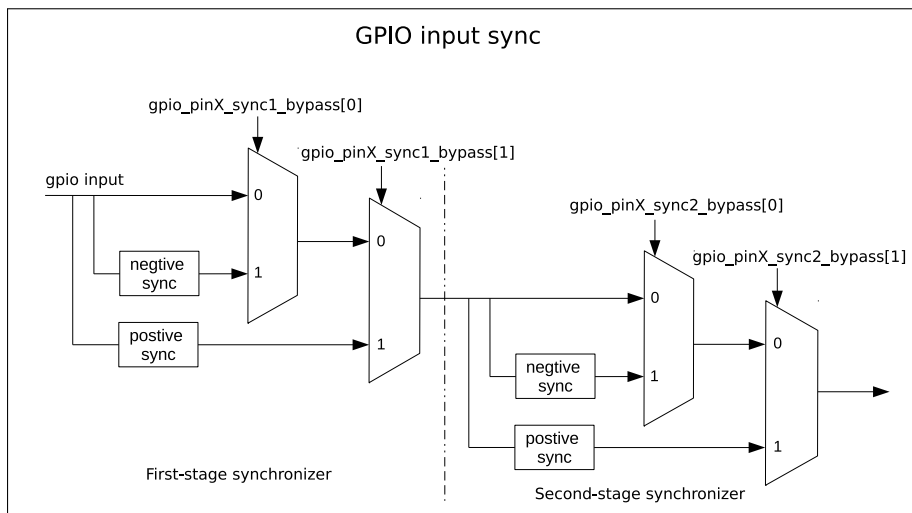 GPIO input sync
gpio_pinX_sync1_bypass[0]
gpio_pinX_sync1_bypass[1]
gpio input
0
1
negtive
sync
0
1
postive
sync
gpio_pinX_sync2_bypass[0]
gpio_pinX_sync2_bypass[1]
0
1
negtive
sync
0
1
postive
sync
First-stage synchronizer
Second-stage synchronizer